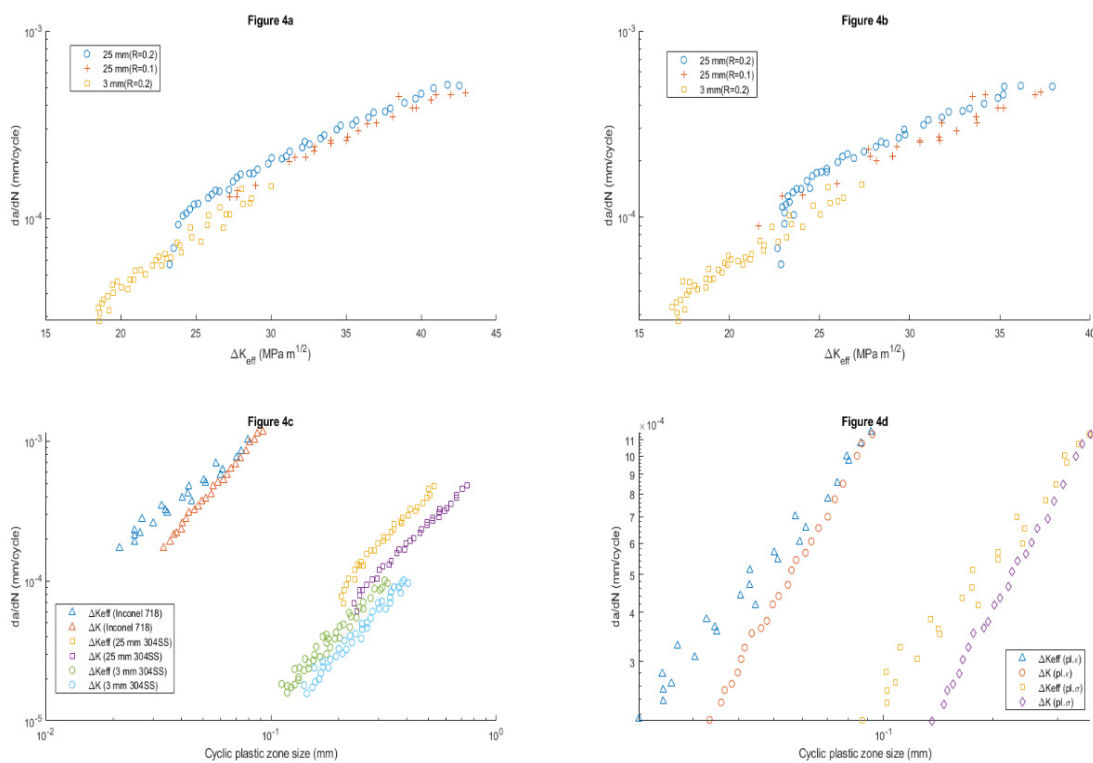 Figure 4a
10^-3
25 mm(R=0.2)
25 mm(R=0.1)
3 mm(R=0.2)
da/dN (mm/cycle)
10^-4
15 20 25 30 35 40 45
ΔK_eff (MPa m^1/2)
Figure 4b
10^-3
25 mm(R=0.2)
25 mm(R=0.1)
3 mm(R=0.2)
da/dN (mm/cycle)
10^-4
15 20 25 30 35 40
ΔK_eff (MPa m^1/2)
Figure 4c
10^-3
da/dN (mm/cycle)
10^-4
ΔKeff (Inconel 718)
ΔK (Inconel 718)
ΔKeff (25 mm 304SS)
ΔK (25 mm 304SS)
ΔKeff (3 mm 304SS)
ΔK (3 mm 304SS)
10^-5
10^-2 10^-1 10^0
Cyclic plastic zone size (mm)
Figure 4d
×10^-4
11
10
9
8
7
6
da/dN (mm/cycle)
5
4
3
ΔKeff (pl.ϵ)
ΔK (pl.ϵ)
ΔKeff (pl.σ)
ΔK (pl.σ)
10^-1
Cyclic plastic zone size (mm)